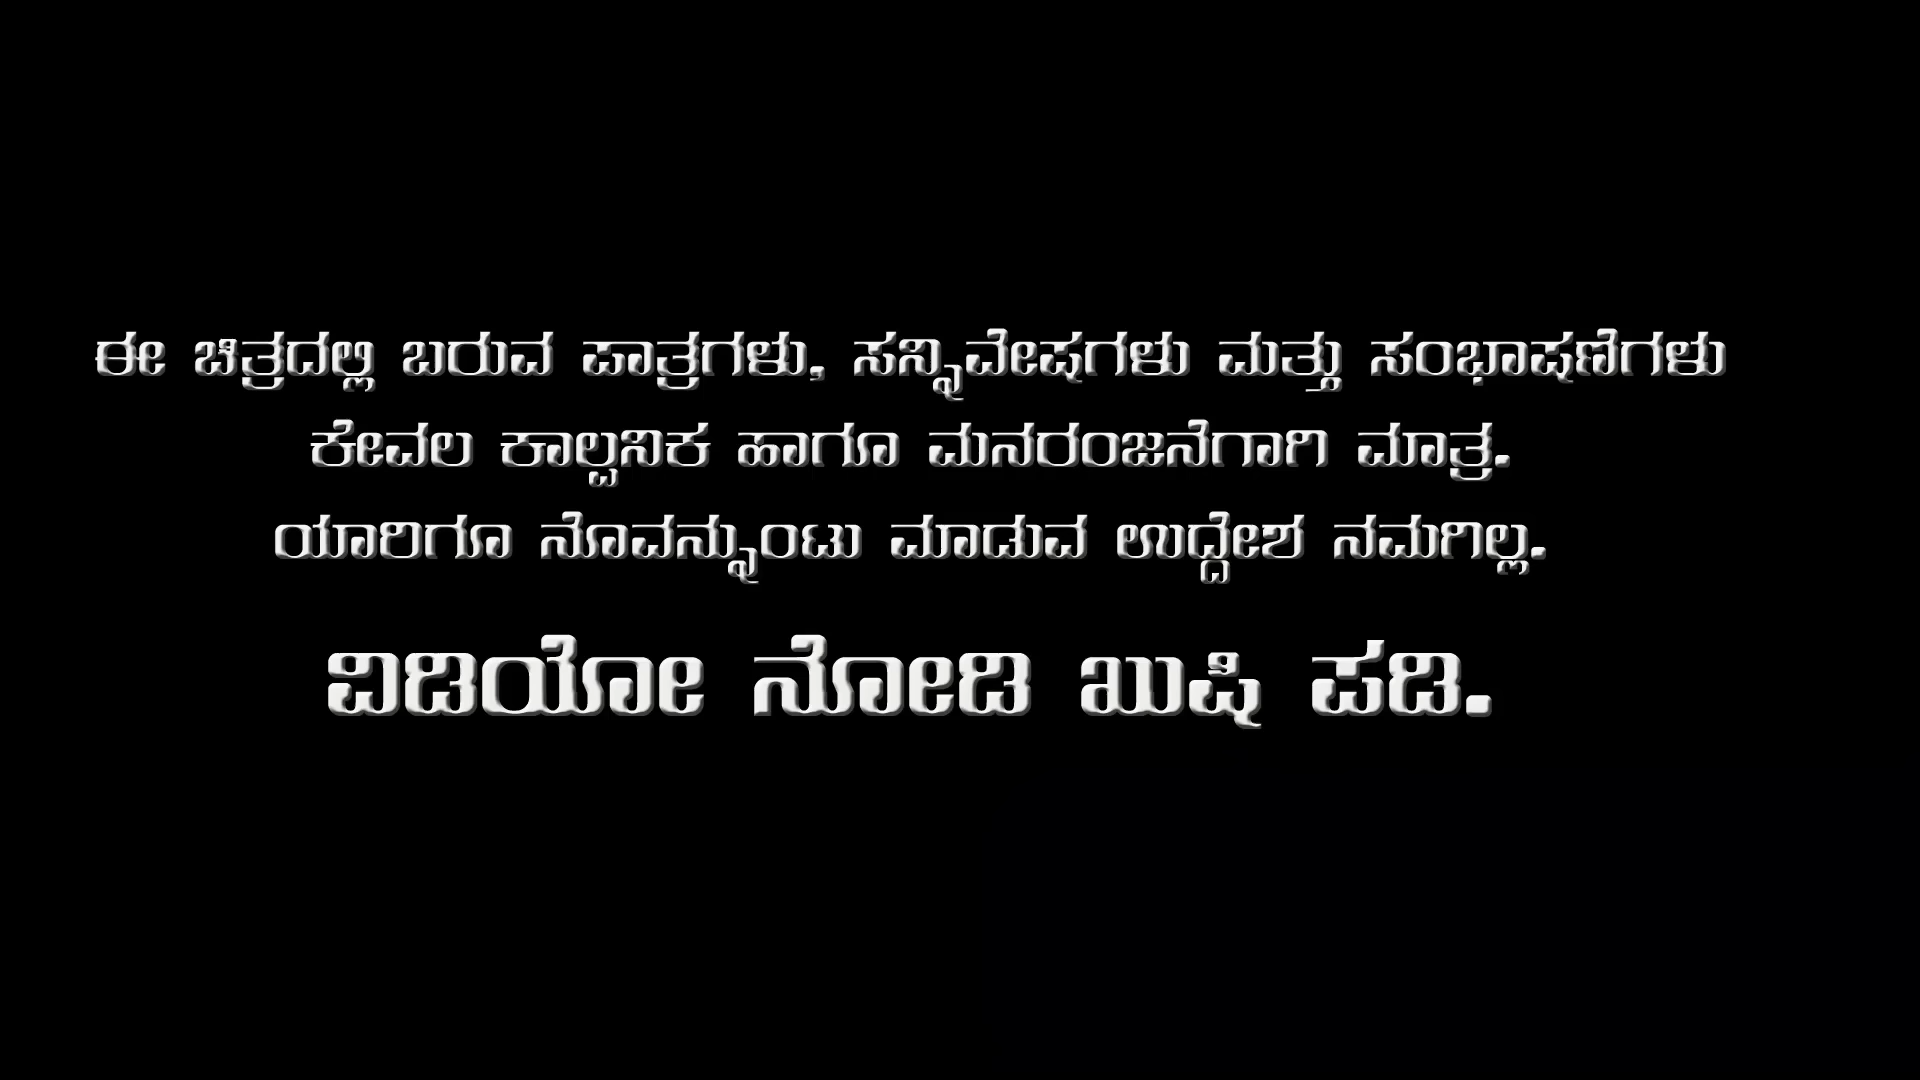 ಈ ಚಿತ್ರದಲ್ಲಿ ಬರುವ ಪಾತ್ರಗಳು, ಸನ್ನಿವೇಷಗಳು ಮತ್ತು ಸಂಭಾಷಣೆಗಳು
ಕೇವಲ ಕಾಲ್ಪನಿಕ ಹಾಗೂ ಮನರಂಜನೆಗಾಗಿ ಮಾತ್ರ.
ಯಾರಿಗೂ ನೊವನ್ನುಂಟು ಮಾಡುವ ಉದ್ದೇಶ ನಮಗಿಲ್ಲ.
ವಿಡಿಯೋ ನೋಡಿ ಖುಷಿ ಪಡಿ.